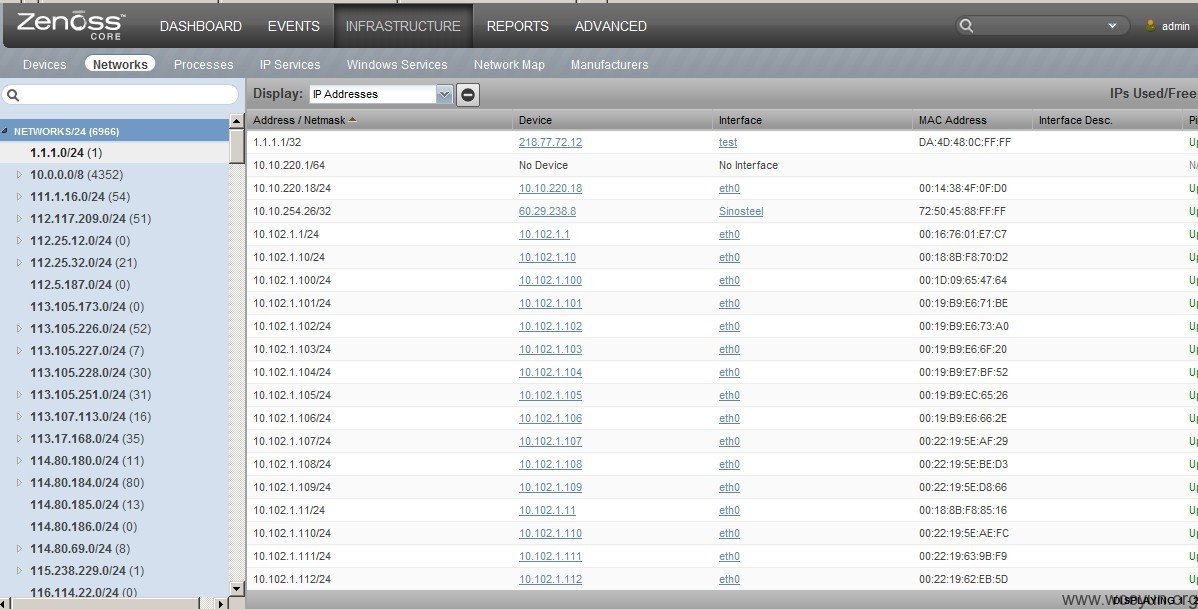 Zenoss™ CORE DASHBOARD EVENTS INFRASTRUCTURE REPORTS ADVANCED admin
Devices Networks Processes IP Services Windows Services Network Map Manufacturers
Display: IP Addresses IPs Used/Free
Address / Netmask Device Interface MAC Address Interface Desc. Pi
NETWORKS/24 (6966)
1.1.1.0/24 (1)
10.0.0.0/8 (4352)
111.1.16.0/24 (54)
112.117.209.0/24 (51)
112.25.12.0/24 (0)
112.25.32.0/24 (21)
112.5.187.0/24 (0)
113.105.173.0/24 (0)
113.105.226.0/24 (52)
113.105.227.0/24 (7)
113.105.228.0/24 (30)
113.105.251.0/24 (31)
113.107.113.0/24 (16)
113.17.168.0/24 (35)
114.80.180.0/24 (11)
114.80.184.0/24 (80)
114.80.185.0/24 (13)
114.80.186.0/24 (0)
114.80.69.0/24 (8)
115.238.229.0/24 (1)
116.114.22.0/24 (0)
1.1.1.1/32 218.77.72.12 test DA:4D:48:0C:FF:FF Up
10.10.220.1/64 No Device No Interface N/
10.10.220.18/24 10.10.220.18 eth0 00:14:38:4F:0F:D0 Up
10.10.254.26/32 60.29.238.8 Sinosteel 72:50:45:88:FF:FF Up
10.102.1.1/24 10.102.1.1 eth0 00:16:76:01:E7:C7 Up
10.102.1.10/24 10.102.1.10 eth0 00:18:8B:F8:70:D2 Up
10.102.1.100/24 10.102.1.100 eth0 00:1D:09:65:47:64 Up
10.102.1.101/24 10.102.1.101 eth0 00:19:B9:E6:71:BE Up
10.102.1.102/24 10.102.1.102 eth0 00:19:B9:E6:73:A0 Up
10.102.1.103/24 10.102.1.103 eth0 00:19:B9:E6:6F:20 Up
10.102.1.104/24 10.102.1.104 eth0 00:19:B9:E7:BF:52 Up
10.102.1.105/24 10.102.1.105 eth0 00:19:B9:EC:65:26 Up
10.102.1.106/24 10.102.1.106 eth0 00:19:B9:E6:66:2E Up
10.102.1.107/24 10.102.1.107 eth0 00:22:19:5E:AF:29 Up
10.102.1.108/24 10.102.1.108 eth0 00:22:19:5E:BE:D3 Up
10.102.1.109/24 10.102.1.109 eth0 00:22:19:5E:D8:66 Up
10.102.1.11/24 10.102.1.11 eth0 00:18:8B:F8:85:16 Up
10.102.1.110/24 10.102.1.110 eth0 00:22:19:5E:AE:FC Up
10.102.1.111/24 10.102.1.111 eth0 00:22:19:63:9B:F9 Up
10.102.1.112/24 10.102.1.112 eth0 00:22:19:62:EB:5D Up
DISPLAYING 1 - 2